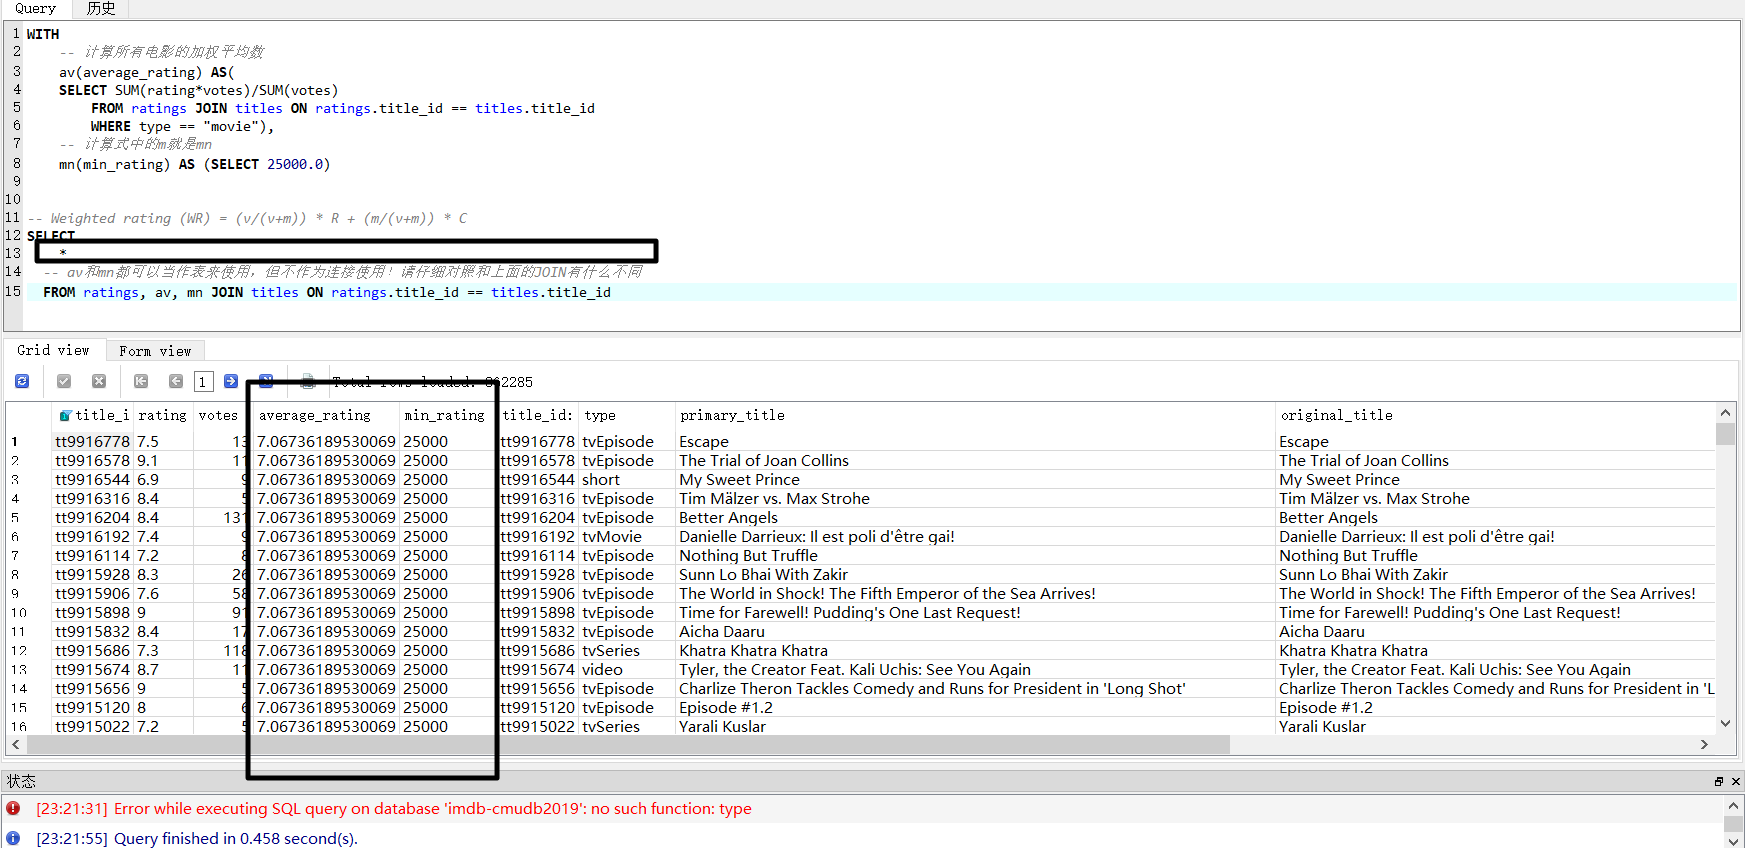 Query 历史
1 WITH
2 -- 计算所有电影的加权平均数
3 av(average_rating) AS(
4 SELECT SUM(rating*votes)/SUM(votes)
5 FROM ratings JOIN titles ON ratings.title_id == titles.title_id
6 WHERE type == "movie"),
7 -- 计算式中的m就是mn
8 mn(min_rating) AS (SELECT 25000.0)
9
10
11 -- Weighted rating (WR) = (v/(v+m)) * R + (m/(v+m)) * C
12 SELECT
13 *
14 -- av和mn都可以当作表来使用，但不作为连接使用！请仔细对照和上面的JOIN有什么不同
15 FROM ratings, av, mn JOIN titles ON ratings.title_id == titles.title_id
Grid view Form view
1 Total rows loaded: 862285
title_i rating votes average_rating min_rating title_id: type primary_title original_title
1 tt9916778 7.5 13 7.06736189530069 25000 tt9916778 tvEpisode Escape Escape
2 tt9916578 9.1 11 7.06736189530069 25000 tt9916578 tvEpisode The Trial of Joan Collins The Trial of Joan Collins
3 tt9916544 6.9 9 7.06736189530069 25000 tt9916544 short My Sweet Prince My Sweet Prince
4 tt9916316 8.4 5 7.06736189530069 25000 tt9916316 tvEpisode Tim Mälzer vs. Max Strohe Tim Mälzer vs. Max Strohe
5 tt9916204 8.4 131 7.06736189530069 25000 tt9916204 tvEpisode Better Angels Better Angels
6 tt9916192 7.4 9 7.06736189530069 25000 tt9916192 tvMovie Danielle Darrieux: Il est poli d'être gai! Danielle Darrieux: Il est poli d'être gai!
7 tt9916114 7.2 8 7.06736189530069 25000 tt9916114 tvEpisode Nothing But Truffle Nothing But Truffle
8 tt9915928 8.3 26 7.06736189530069 25000 tt9915928 tvEpisode Sunn Lo Bhai With Zakir Sunn Lo Bhai With Zakir
9 tt9915906 7.6 58 7.06736189530069 25000 tt9915906 tvEpisode The World in Shock! The Fifth Emperor of the Sea Arrives! The World in Shock! The Fifth Emperor of the Sea Arrives!
10 tt9915898 9 91 7.06736189530069 25000 tt9915898 tvEpisode Time for Farewell! Pudding's One Last Request! Time for Farewell! Pudding's One Last Request!
11 tt9915832 8.4 17 7.06736189530069 25000 tt9915832 tvEpisode Aicha Daaru Aicha Daaru
12 tt9915686 7.3 118 7.06736189530069 25000 tt9915686 tvSeries Khatra Khatra Khatra Khatra Khatra Khatra
13 tt9915674 8.7 11 7.06736189530069 25000 tt9915674 video Tyler, the Creator Feat. Kali Uchis: See You Again Tyler, the Creator Feat. Kali Uchis: See You Again
14 tt9915656 9 5 7.06736189530069 25000 tt9915656 tvEpisode Charlize Theron Tackles Comedy and Runs for President in 'Long Shot' Charlize Theron Tackles Comedy and Runs for President in 'L
15 tt9915120 8 6 7.06736189530069 25000 tt9915120 tvEpisode Episode #1.2 Episode #1.2
16 tt9915022 7.2 5 7.06736189530069 25000 tt9915022 tvSeries Yarali Kuslar Yarali Kuslar
状态
[23:21:31] Error while executing SQL query on database 'imdb-cmudb2019': no such function: type
[23:21:55] Query finished in 0.458 second(s).